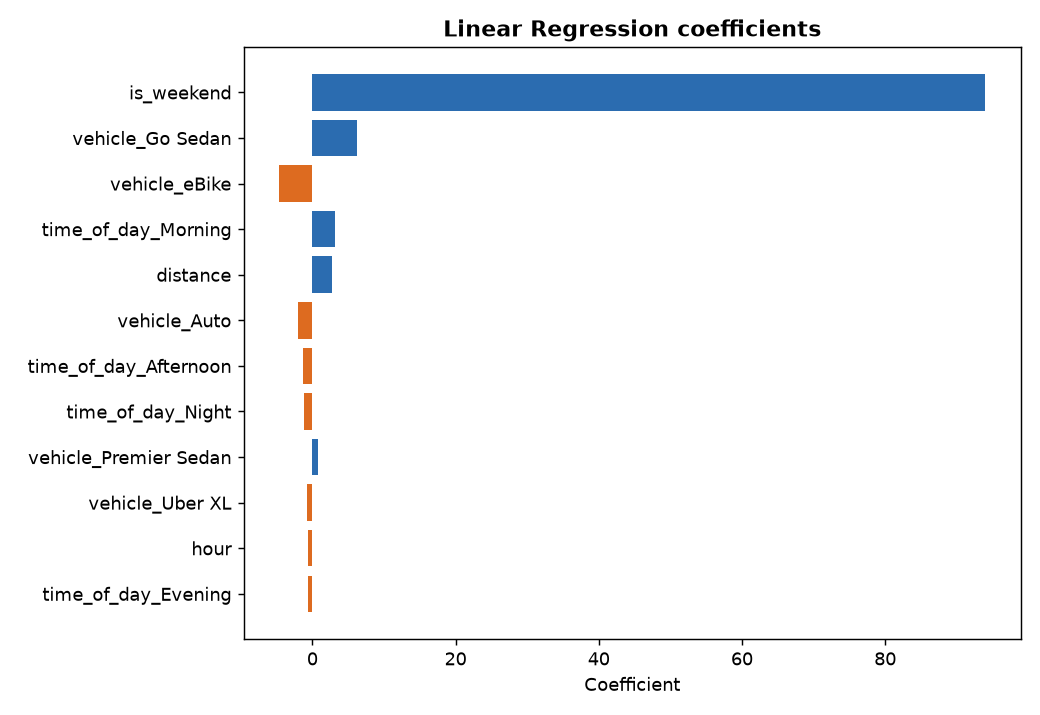 Linear Regression coefficients
is_weekend
vehicle_Go Sedan
vehicle_eBike
time_of_day_Morning
distance
vehicle_Auto
time_of_day_Afternoon
time_of_day_Night
vehicle_Premier Sedan
vehicle_Uber XL
hour
time_of_day_Evening
0 20 40 60 80
Coefficient